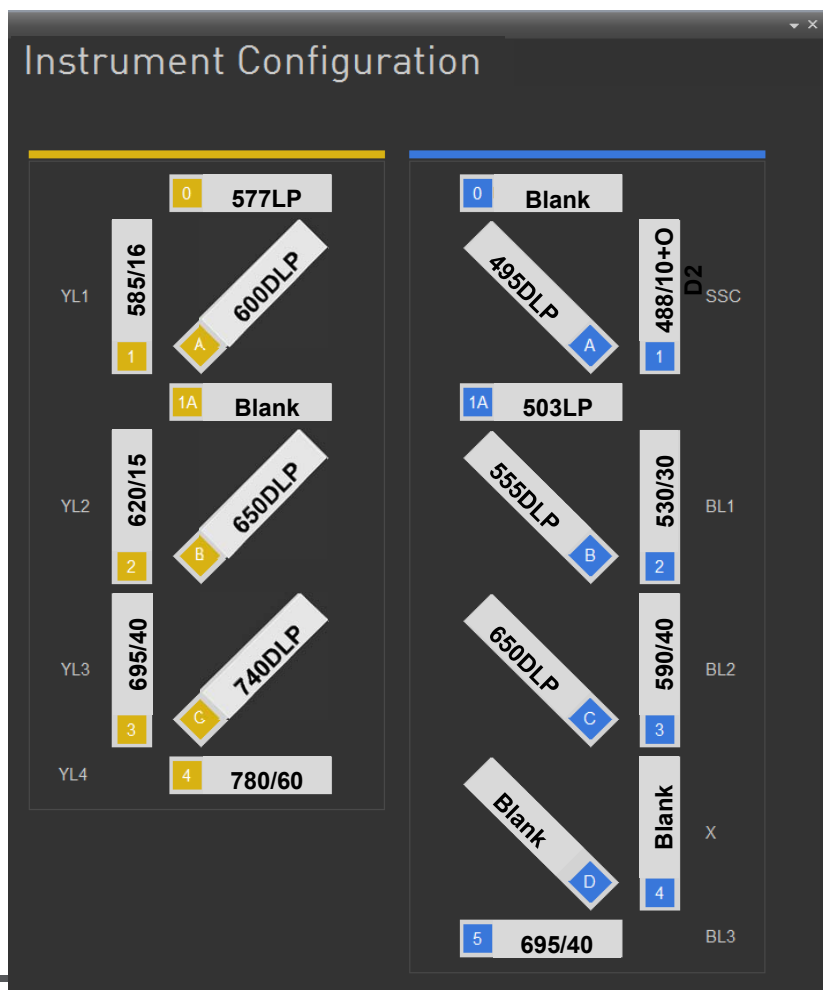 Instrument Configuration
0 577LP
YL1
585/16
1
600DLP
A
1A Blank
YL2
620/15
2
650DLP
B
YL3
695/40
3
740DLP
C
YL4
4 780/60
0 Blank
495DLP
A
488/10+O
D2
1
SSC
1A 503LP
555DLP
B
530/30
2
BL1
650DLP
C
590/40
3
BL2
Blank
D
Blank
4
X
5 695/40
BL3